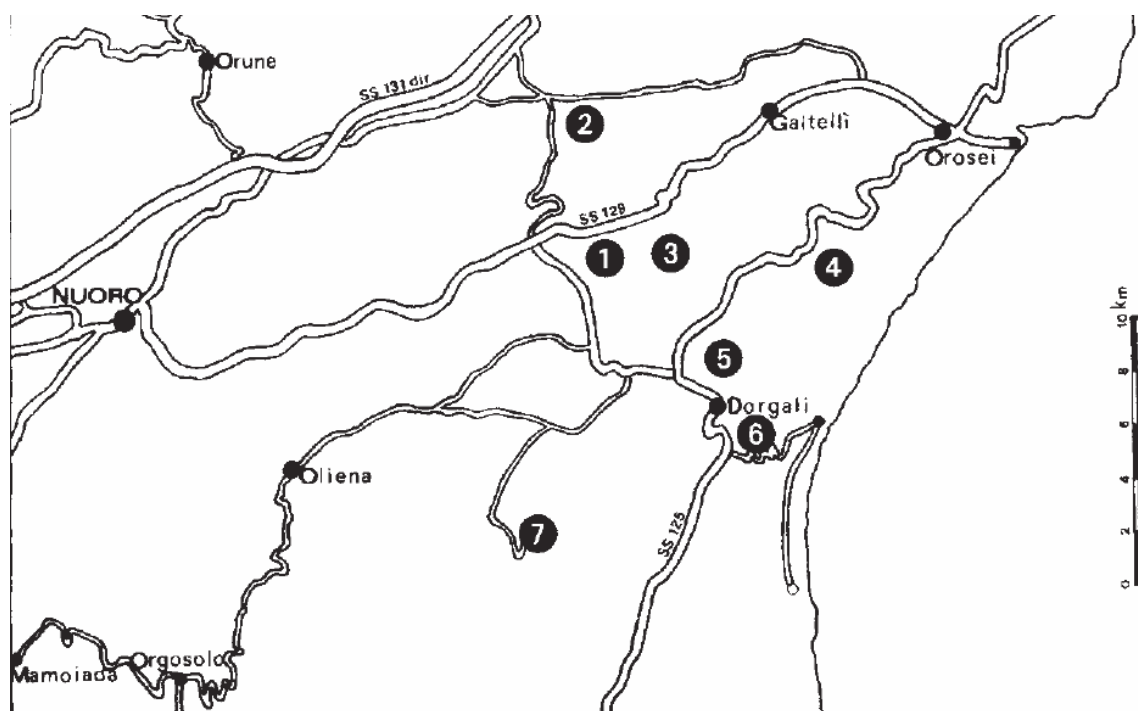 Orune
SS 131 dir
2
Galtellì
Orosei
SS 129
1
3
4
NUORO
10 km
8
6
4
2
0
5
Dorgali
6
Oliena
7
SS 125
Mamoiada
Orgosolo